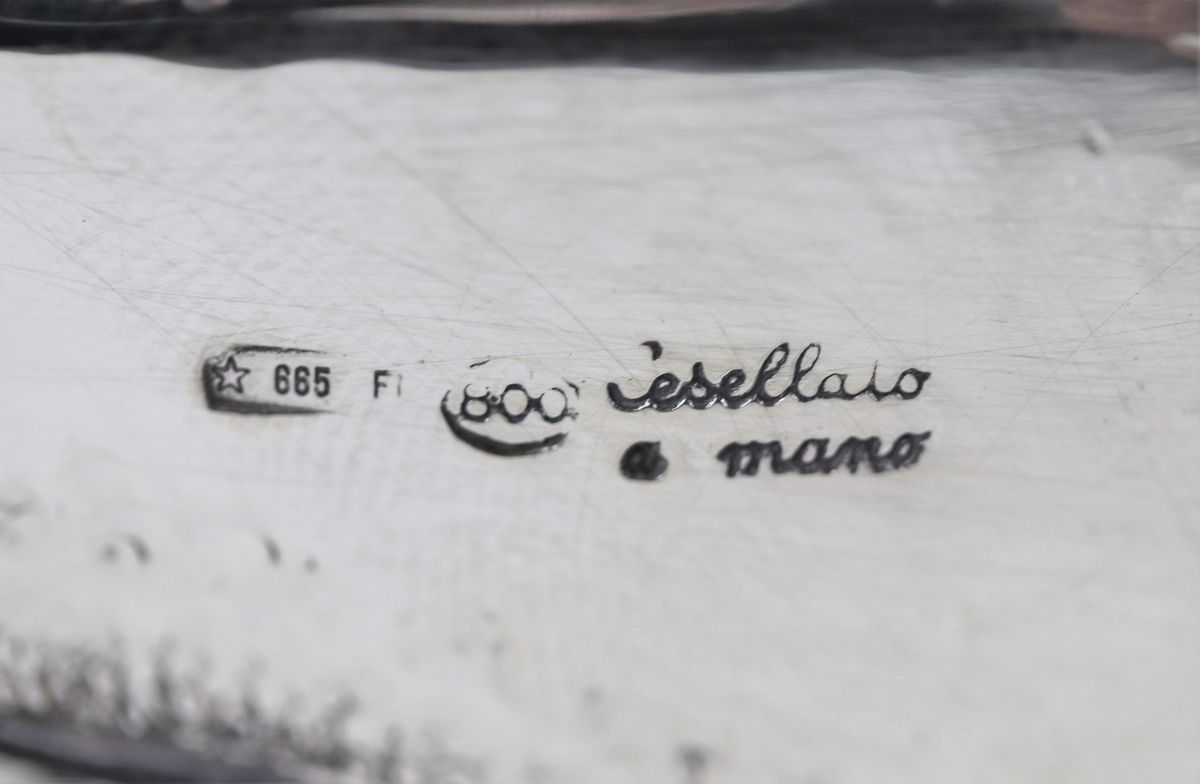 ☆ 665 FI 800 Cesellato
a mano